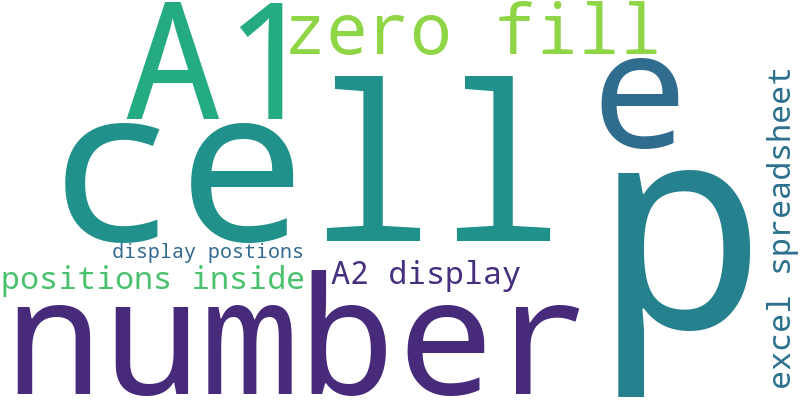 A1
zero fill
cell
e
p
excel spreadsheet
display postions
positions inside
A2 display
number